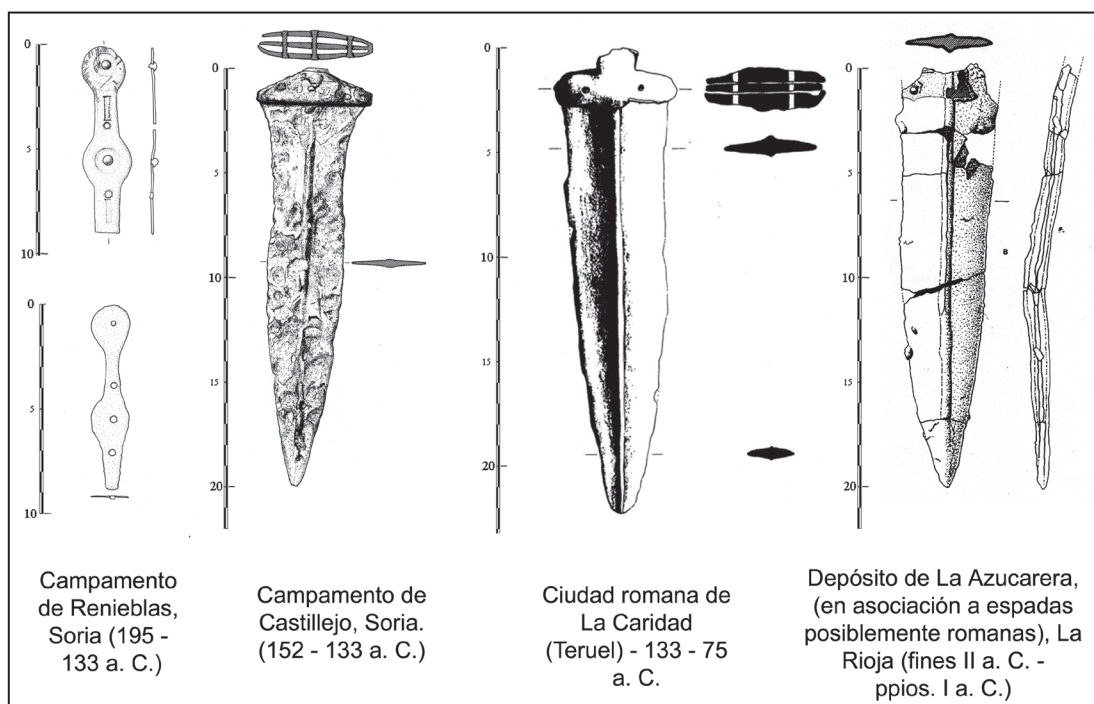 0
5
10
0
5
10
0
5
10
15
20
0
5
10
15
20
0
5
10
15
20
B
Campamento
de Renieblas,
Soria (195 -
133 a. C.)
Campamento de
Castillejo, Soria.
(152 - 133 a. C.)
Ciudad romana de
La Caridad
(Teruel) - 133 - 75
a. C.
Depósito de La Azucarera,
(en asociación a espadas
posiblemente romanas), La
Rioja (fines II a. C. -
ppios. I a. C.)